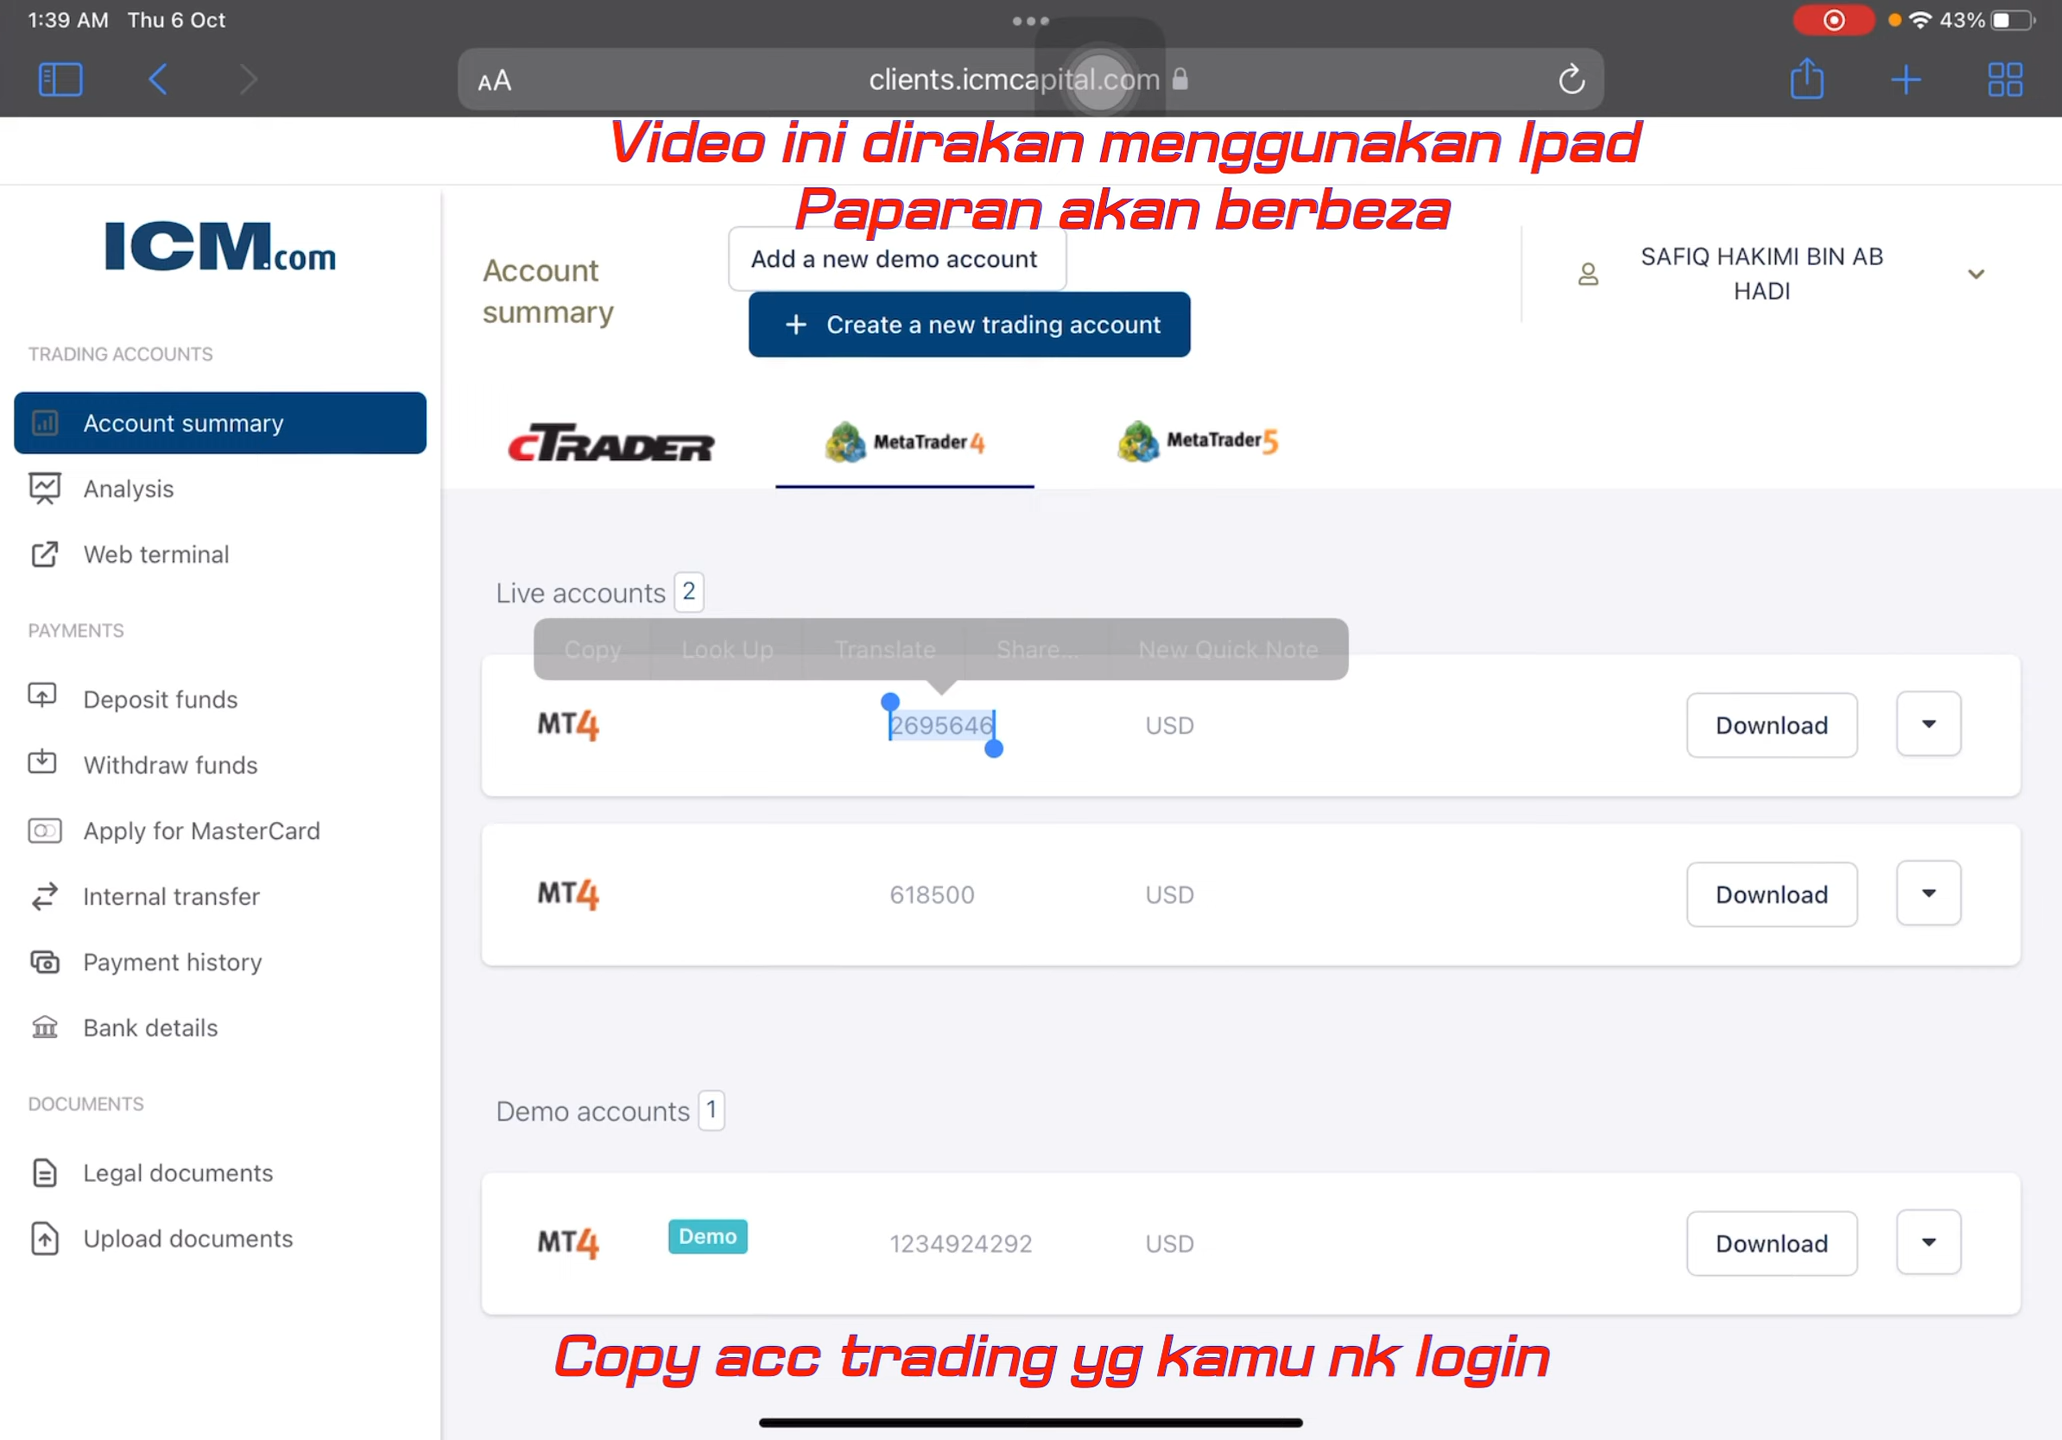 1:39 AM Thu 6 Oct
43%
AA
clients.icmcapital.com
Video ini dirakan menggunakan Ipad
Paparan akan berbeza
ICM.com
TRADING ACCOUNTS
Account summary
Analysis
Web terminal
PAYMENTS
Deposit funds
Withdraw funds
Apply for MasterCard
Internal transfer
Payment history
Bank details
DOCUMENTS
Legal documents
Upload documents
Account
summary
Add a new demo account
+ Create a new trading account
SAFIQ HAKIMI BIN AB
HADI
cTRADER
MetaTrader 4
MetaTrader 5
Live accounts 2
Copy Look Up Translate Share... New Quick Note
MT4 2695646 USD Download
MT4 618500 USD Download
Demo accounts 1
MT4 Demo 1234924292 USD Download
Copy acc trading yg kamu nk login